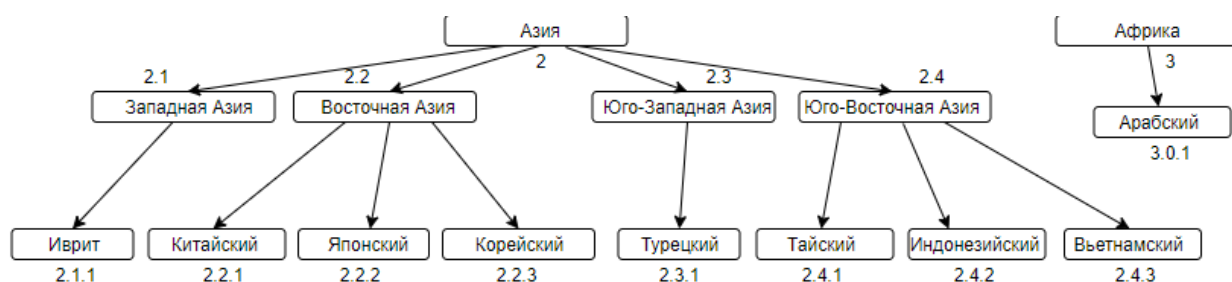 Азия
Африка
2
3
2.1
2.2
2.3
2.4
Западная Азия
Восточная Азия
Юго-Западная Азия
Юго-Восточная Азия
Арабский
3.0.1
Иврит
Китайский
Японский
Корейский
Турецкий
Тайский
Индонезийский
Вьетнамский
2.1.1
2.2.1
2.2.2
2.2.3
2.3.1
2.4.1
2.4.2
2.4.3